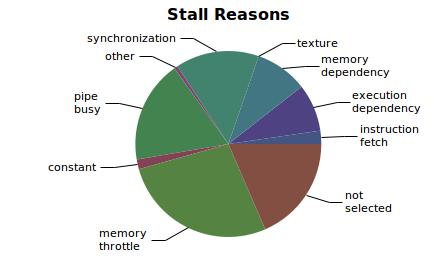 Stall Reasons
synchronization
texture
other
memory
dependency
pipe
busy
execution
dependency
instruction
fetch
constant
not
selected
memory
throttle